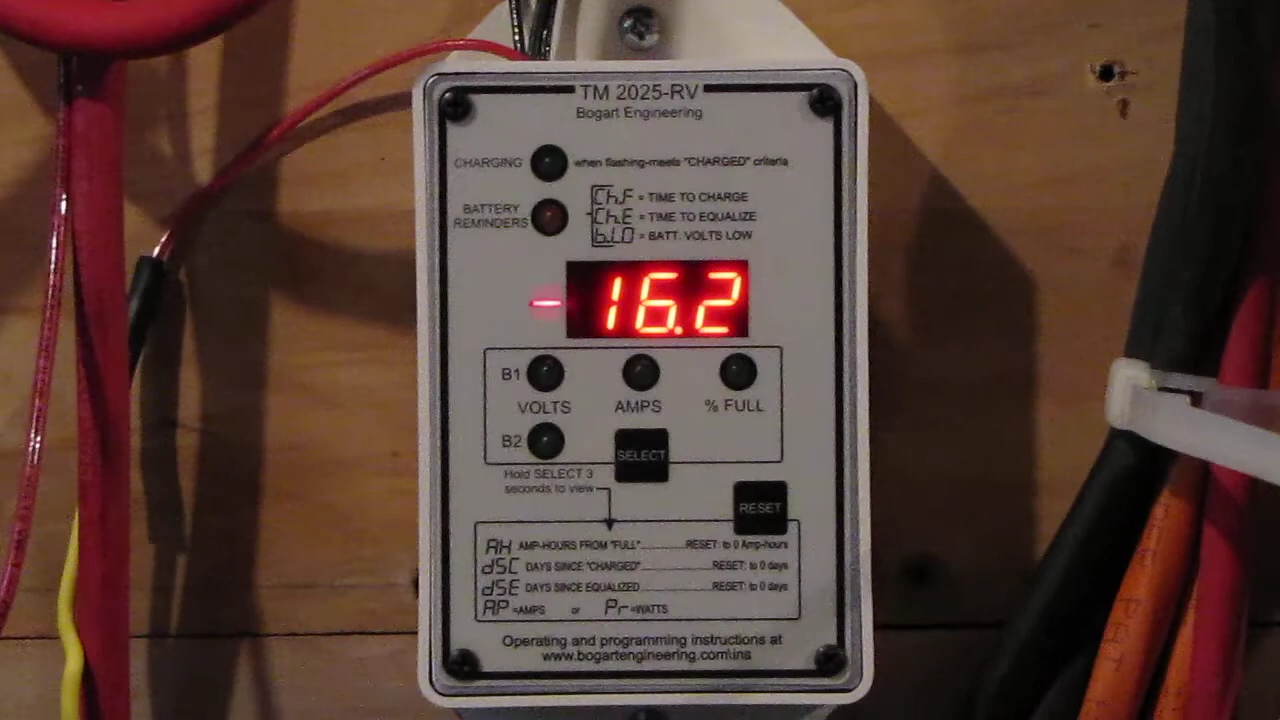 TM 2025-RV
Bogart Engineering
CHARGING when flashing-meets "CHARGED" criteria
BATTERY REMINDERS
Ch.F = TIME TO CHARGE
Ch.E = TIME TO EQUALIZE
b.LO = BATT. VOLTS LOW
-16.2
B1
VOLTS AMPS % FULL
B2
SELECT
Hold SELECT 3
seconds to view
RESET
AH AMP-HOURS FROM "FULL"..........RESET: to 0 Amp-hours
dSC DAYS SINCE "CHARGED"..........RESET: to 0 days
dSE DAYS SINCE EQUALIZED..........RESET: to 0 days
AP =AMPS or Pr =WATTS
Operating and programming instructions at
www.bogartengineering.com\ins